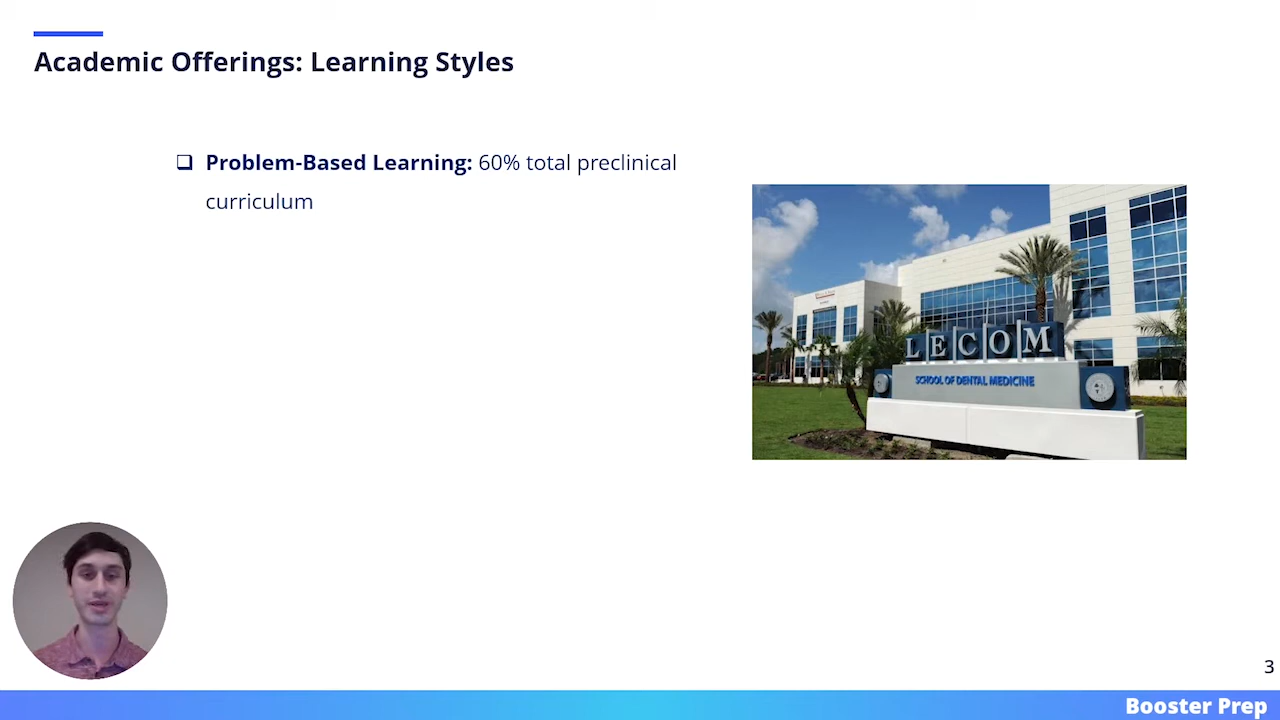 Academic Offerings: Learning Styles
Problem-Based Learning: 60% total preclinical
curriculum
LECOM
SCHOOL OF DENTAL MEDICINE
3
Booster Prep